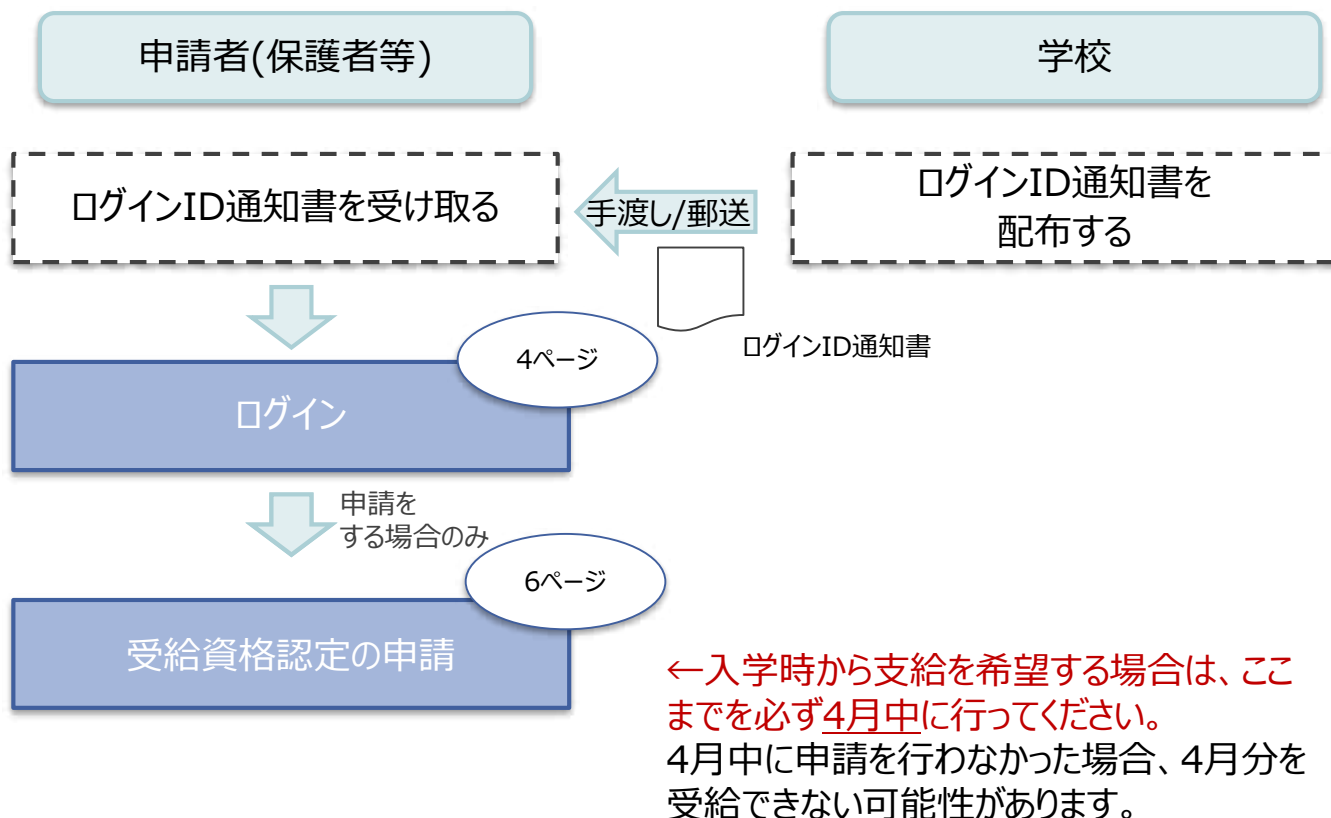 申請者(保護者等)
学校
ログインID通知書を受け取る
手渡し/郵送
ログインID通知書を
配布する
ログインID通知書
4ページ
ログイン
申請を
する場合のみ
6ページ
受給資格認定の申請
←入学時から支給を希望する場合は、ここ
までを必ず4月中に行ってください。
4月中に申請を行わなかった場合、4月分を
受給できない可能性があります。